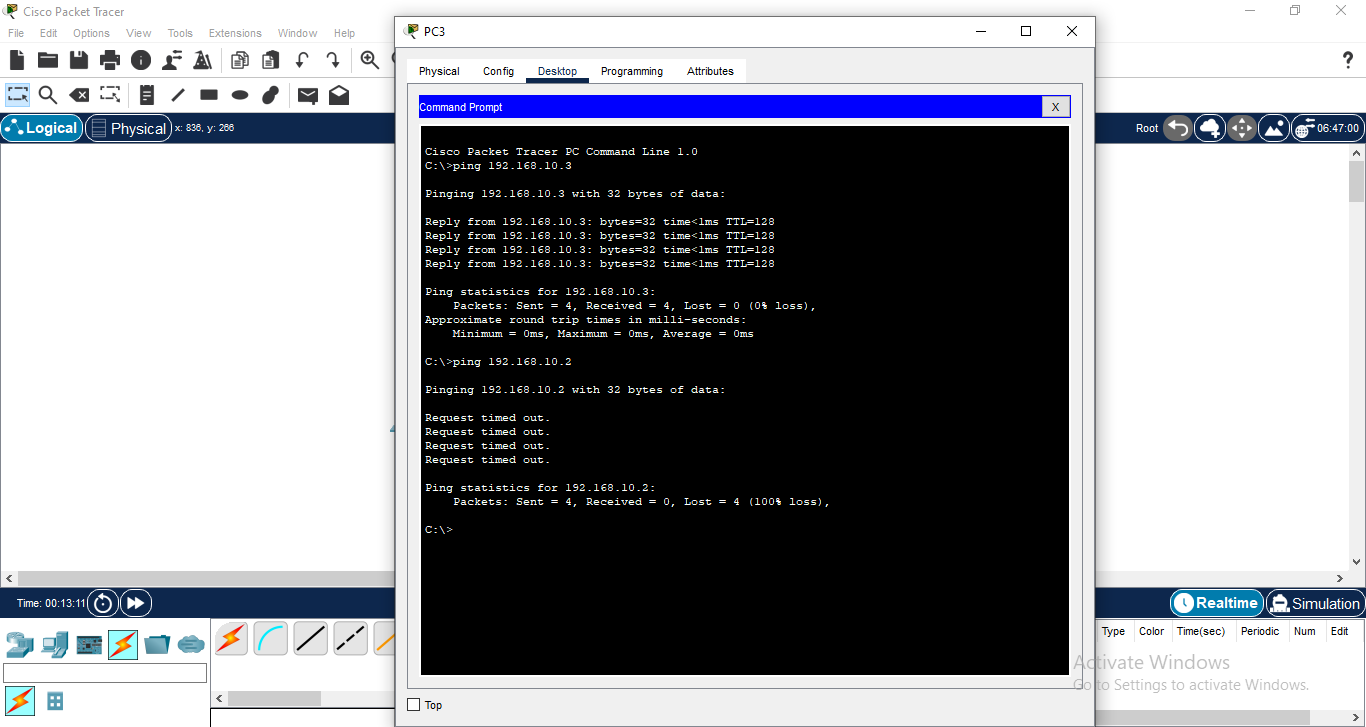 Cisco Packet Tracer
File Edit Options View Tools Extensions Window Help
PC3
Physical Config Desktop Programming Attributes
Command Prompt X
Logical Physical x: 836, y: 266
Root 06:47:00
Cisco Packet Tracer PC Command Line 1.0
C:\>ping 192.168.10.3
Pinging 192.168.10.3 with 32 bytes of data:
Reply from 192.168.10.3: bytes=32 time<1ms TTL=128
Reply from 192.168.10.3: bytes=32 time<1ms TTL=128
Reply from 192.168.10.3: bytes=32 time<1ms TTL=128
Reply from 192.168.10.3: bytes=32 time<1ms TTL=128
Ping statistics for 192.168.10.3:
Packets: Sent = 4, Received = 4, Lost = 0 (0% loss),
Approximate round trip times in milli-seconds:
Minimum = 0ms, Maximum = 0ms, Average = 0ms
C:\>ping 192.168.10.2
Pinging 192.168.10.2 with 32 bytes of data:
Request timed out.
Request timed out.
Request timed out.
Request timed out.
Ping statistics for 192.168.10.2:
Packets: Sent = 4, Received = 0, Lost = 4 (100% loss),
C:\>
Time: 00:13:11
Realtime Simulation
Type Color Time(sec) Periodic Num Edit
Activate Windows
Go to Settings to activate Windows.
Top